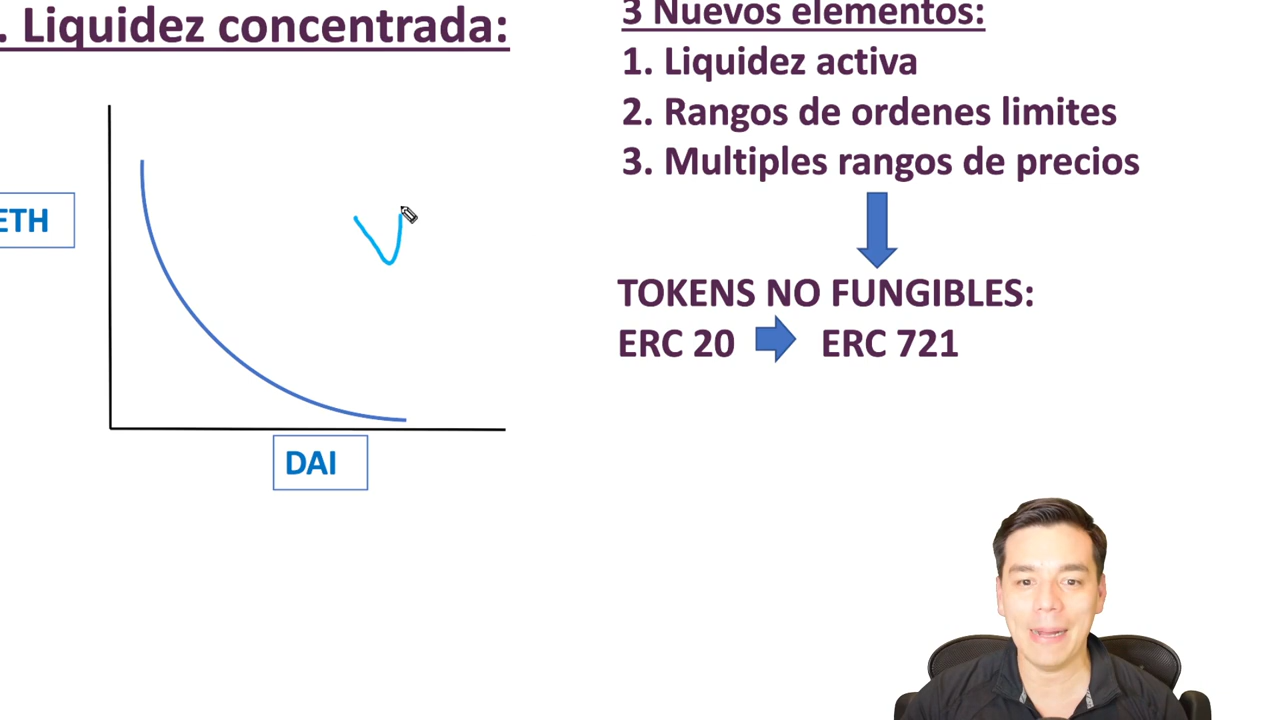 . Liquidez concentrada:
ETH
DAI
V
3 Nuevos elementos:
1. Liquidez activa
2. Rangos de ordenes limites
3. Multiples rangos de precios
TOKENS NO FUNGIBLES:
ERC 20 ERC 721